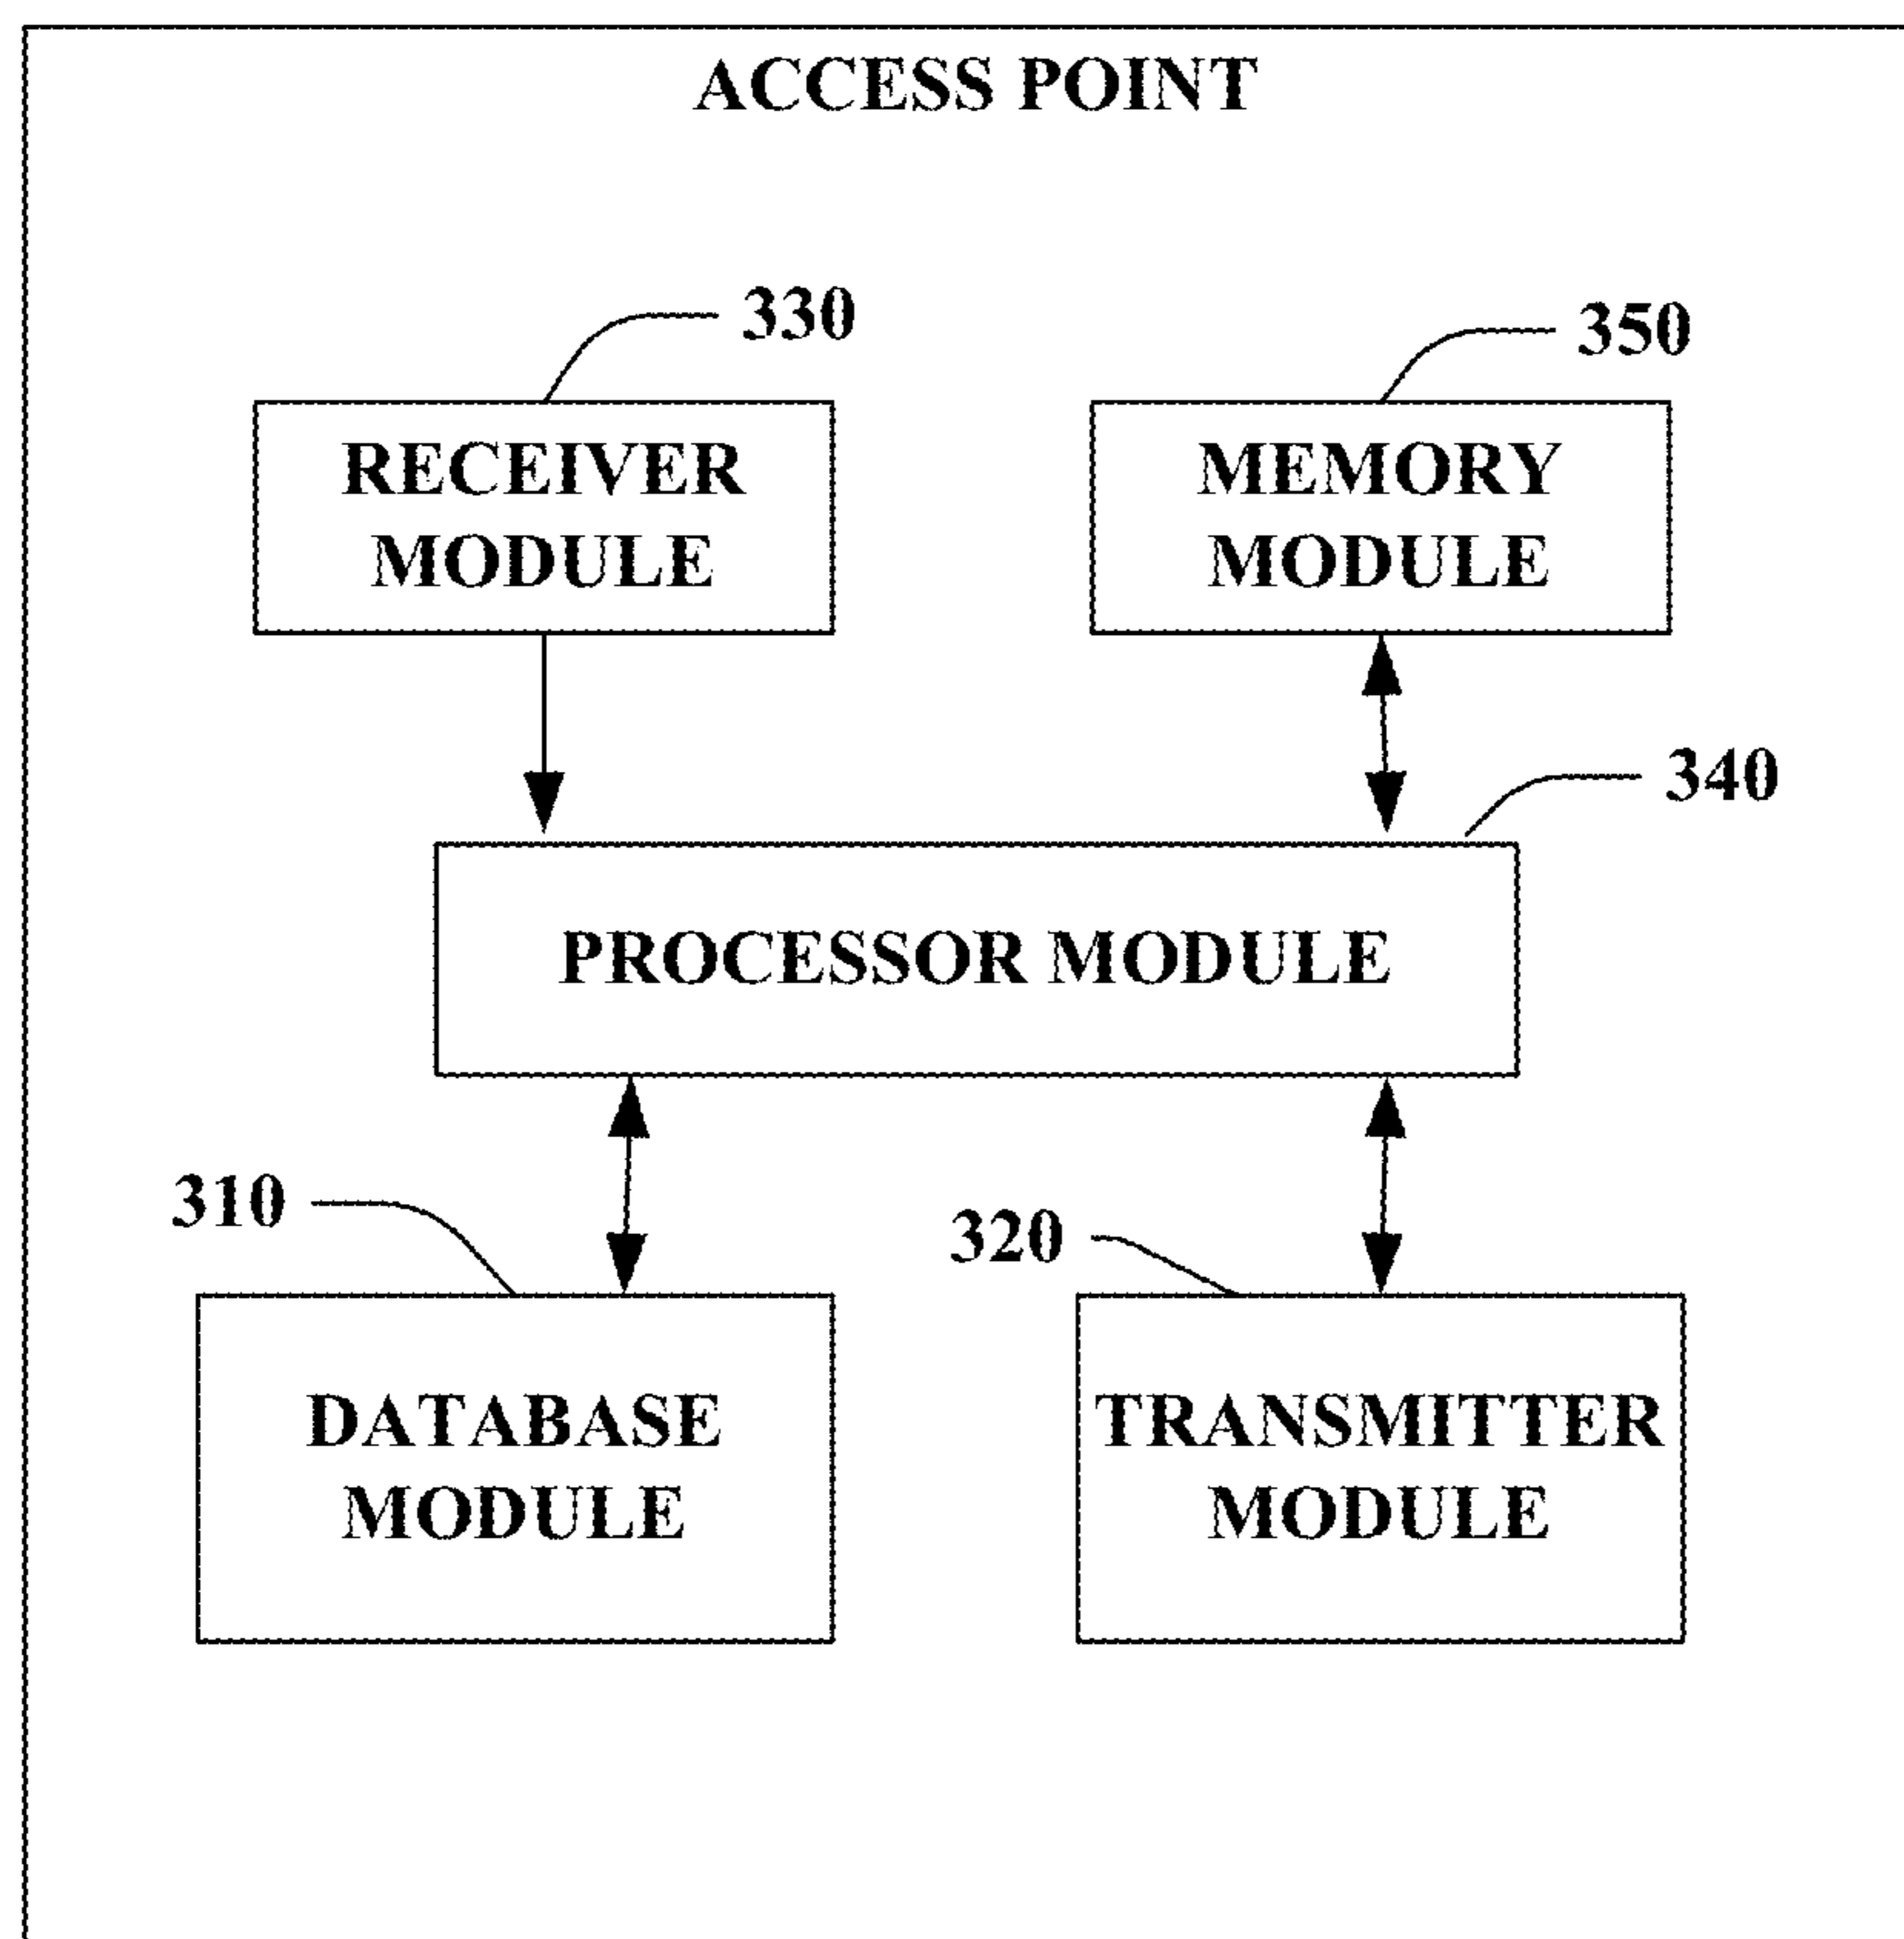 ACCESS POINT
330
350
RECEIVER
MODULE
MEMORY
MODULE
340
PROCESSOR MODULE
310
320
DATABASE
MODULE
TRANSMITTER
MODULE